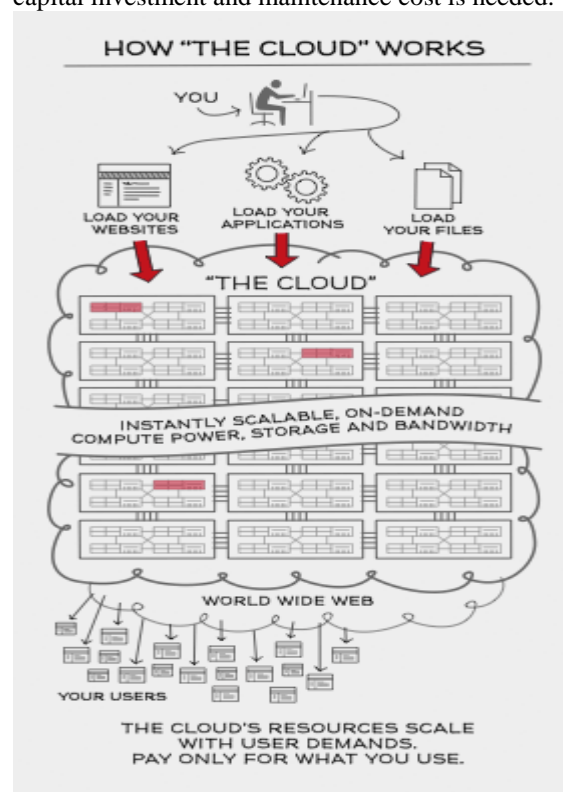 capital investment and maintenance cost is needed.
HOW "THE CLOUD" WORKS
YOU
LOAD YOUR
WEBSITES
LOAD YOUR
APPLICATIONS
LOAD
YOUR FILES
"THE CLOUD"
INSTANTLY SCALABLE, ON-DEMAND
COMPUTE POWER, STORAGE AND BANDWIDTH
WORLD WIDE WEB
YOUR USERS
THE CLOUD'S RESOURCES SCALE
WITH USER DEMANDS.
PAY ONLY FOR WHAT YOU USE.